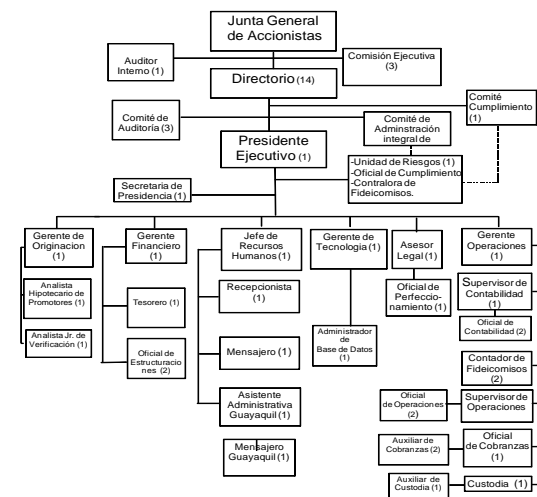 Junta General
de Accionistas
Auditor
Interno (1)
Comisión Ejecutiva
(3)
Directorio (14)
Comité
Cumplimiento
(1)
Comité de
Auditoría (3)
Comité de
Adminstración
integral de
Presidente
Ejecutivo (1)
-Unidad de Riesgos (1)
-Oficial de Cumplimiento
-Contralora de
Fideicomisos.
Secretaria de
Presidencia (1)
Gerente de
Originacion
(1)
Gerente
Financiero
(1)
Jefe de
Recursos
Humanos (1)
Gerente de
Tecnologia (1)
Asesor
Legal (1)
Gerente
Operaciones
(1)
Analista
Hipotecario de
Promotores (1)
Tesorero (1)
Recepcionista
(1)
Oficial de
Perfeccio-
namiento (1)
Supervisor de
Contabilidad
(1)
Oficial de
Contabilidad (2)
Analista Jr. de
Verificación (1)
Oficial de
Estructuracio
nes (2)
Mensajero (1)
Administrador
de
Base de Datos
(1)
Contador de
Fideicomisos
(2)
Asistente
Administrativa
Guayaquil (1)
Oficial
de Operaciones
(2)
Supervisor de
Operaciones
Mensajero
Guayaquil (1)
Auxiliar de
Cobranzas (2)
Oficial
de Cobranzas
(1)
Auxiliar de
Custodia (1)
Custodia (1)